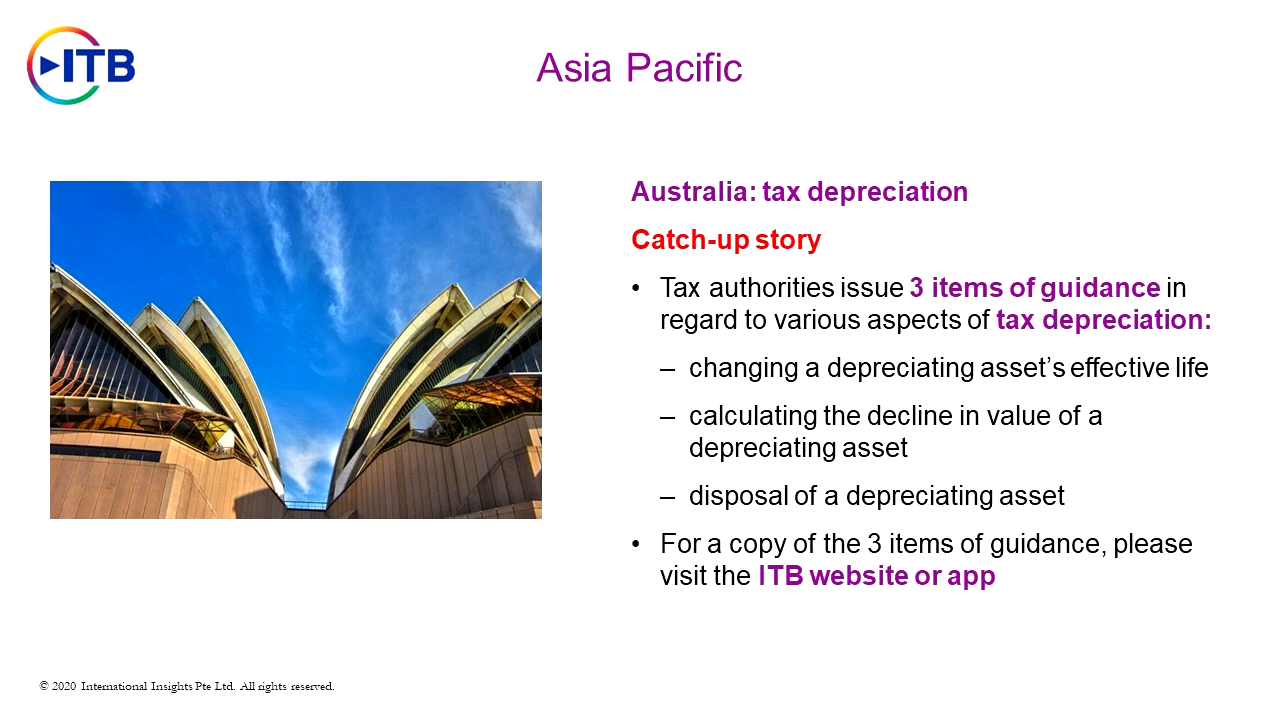 ITB
Asia Pacific
Australia: tax depreciation
Catch-up story
• Tax authorities issue 3 items of guidance in
regard to various aspects of tax depreciation:
– changing a depreciating asset’s effective life
– calculating the decline in value of a
depreciating asset
– disposal of a depreciating asset
• For a copy of the 3 items of guidance, please
visit the ITB website or app
© 2020 International Insights Pte Ltd. All rights reserved.